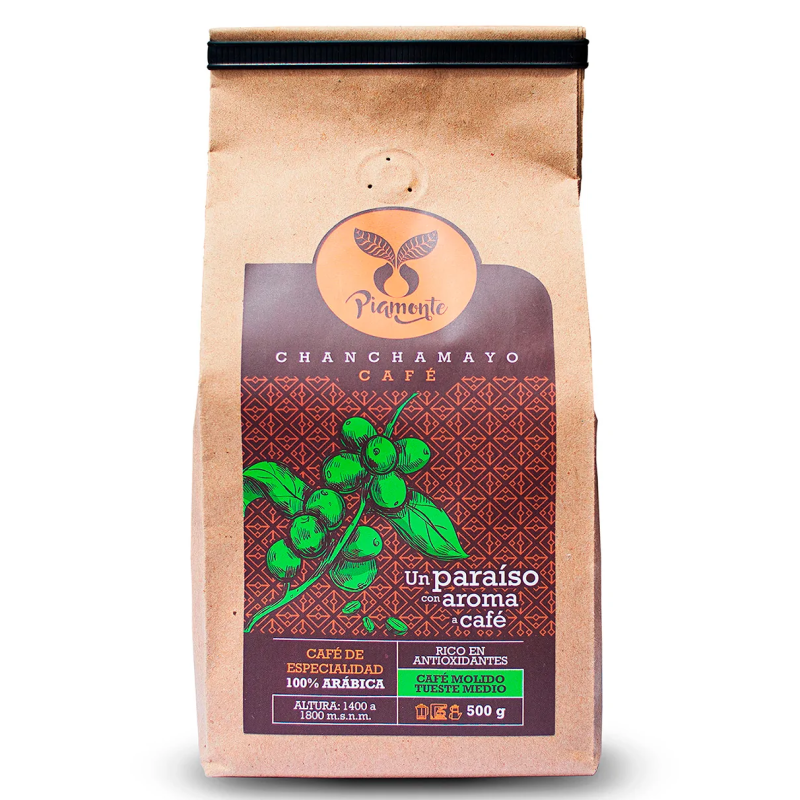 Piamonte
CHANCHAMAYO
CAFÉ
Un paraíso
con aroma
a café
CAFÉ DE
ESPECIALIDAD
100% ARÁBICA
ALTURA: 1400 a
1800 m.s.n.m.
RICO EN
ANTIOXIDANTES
CAFÉ MOLIDO
TUESTE MEDIO
500 g